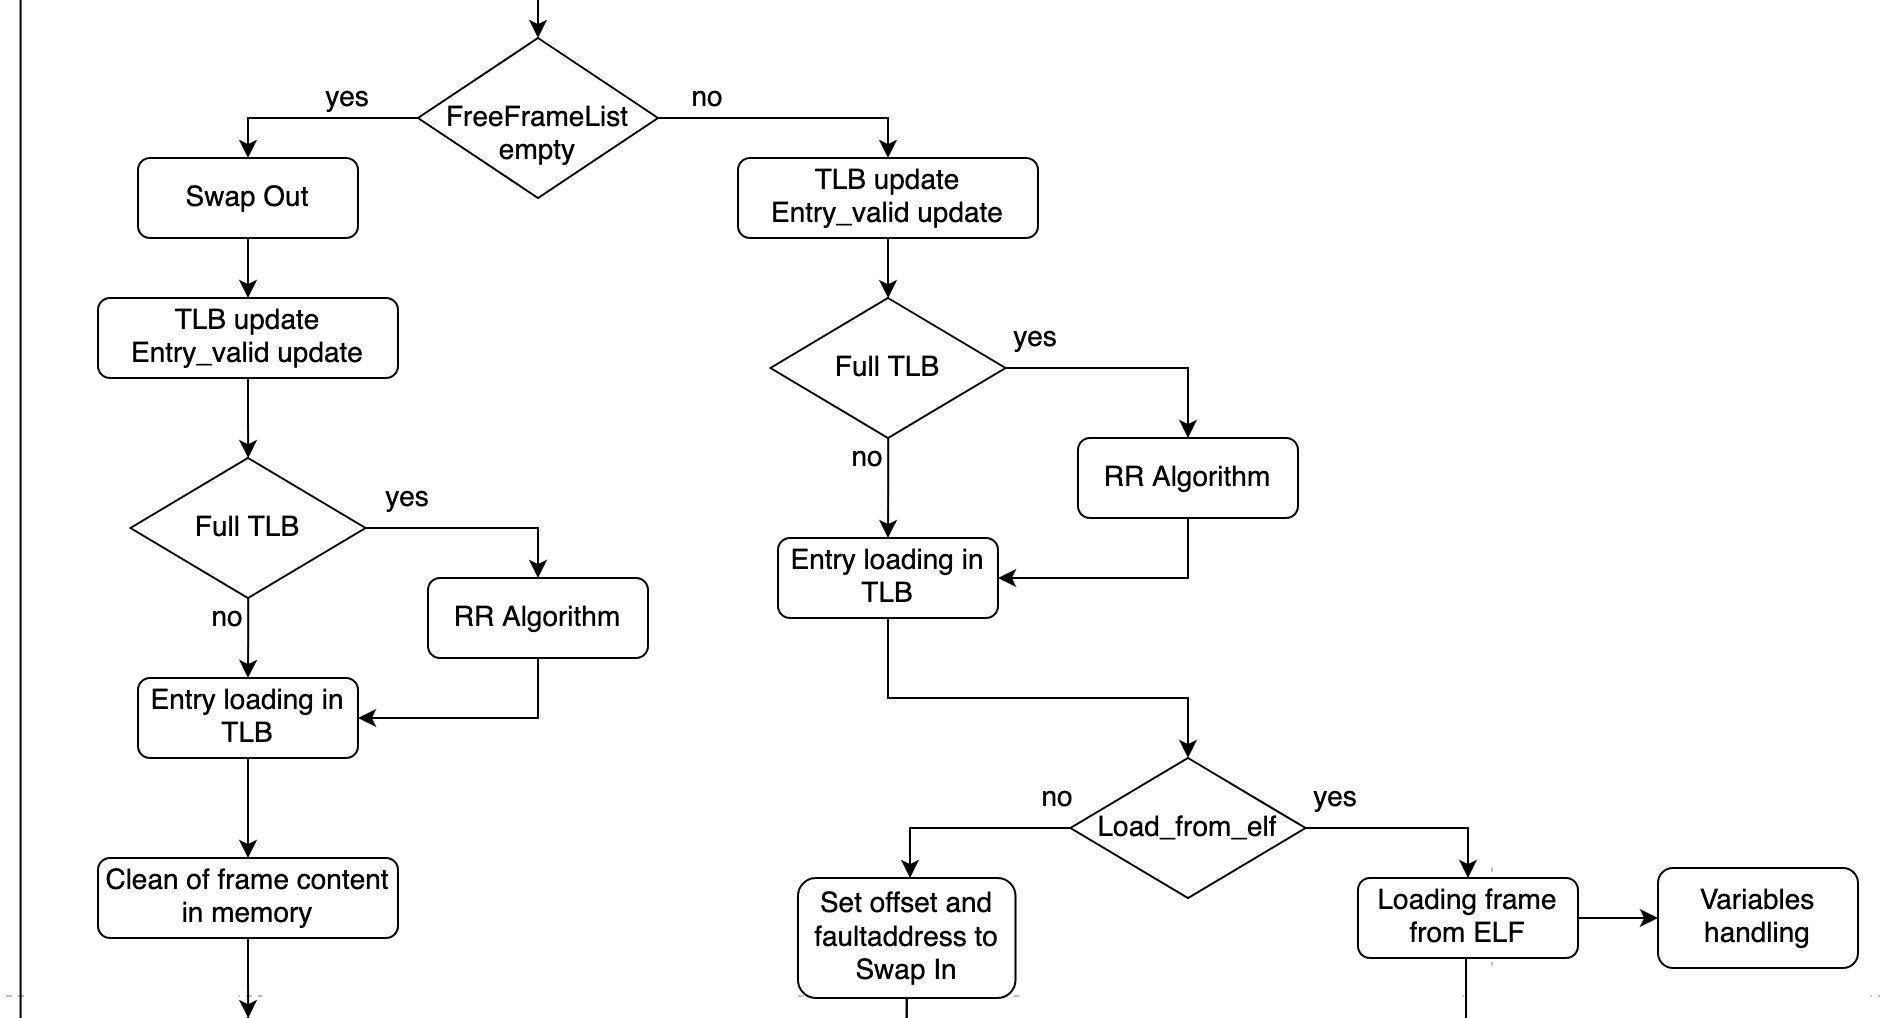 yes
no
FreeFrameList
empty
Swap Out
TLB update
Entry_valid update
TLB update
Entry_valid update
yes
Full TLB
no
RR Algorithm
yes
Full TLB
no
RR Algorithm
Entry loading in
TLB
Entry loading in
TLB
no
yes
Load_from_elf
Clean of frame content
in memory
Set offset and
faultaddress to
Swap In
Loading frame
from ELF
Variables
handling